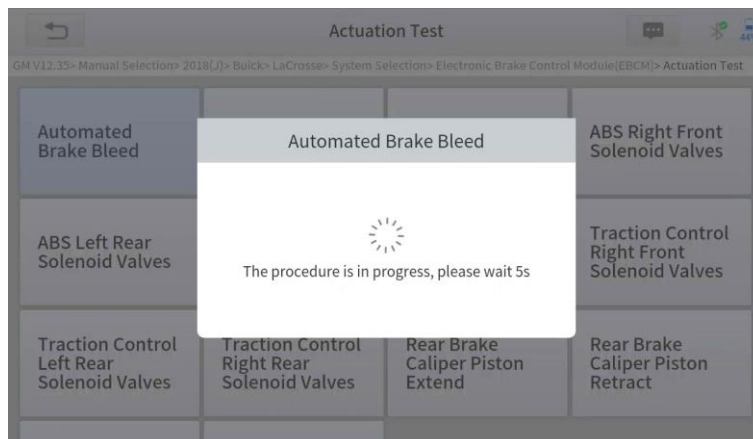 Actuation Test
GM V12.35> Manual Selection> 2018(J)> Buick> LaCrosse> System Selection> Electronic Brake Control Module(EBCM)> Actuation Test
Automated
Brake Bleed
Automated Brake Bleed
The procedure is in progress, please wait 5s
ABS Right Front
Solenoid Valves
ABS Left Rear
Solenoid Valves
Traction Control
Right Front
Solenoid Valves
Traction Control
Left Rear
Solenoid Valves
Traction Control
Right Rear
Solenoid Valves
Rear Brake
Caliper Piston
Extend
Rear Brake
Caliper Piston
Retract